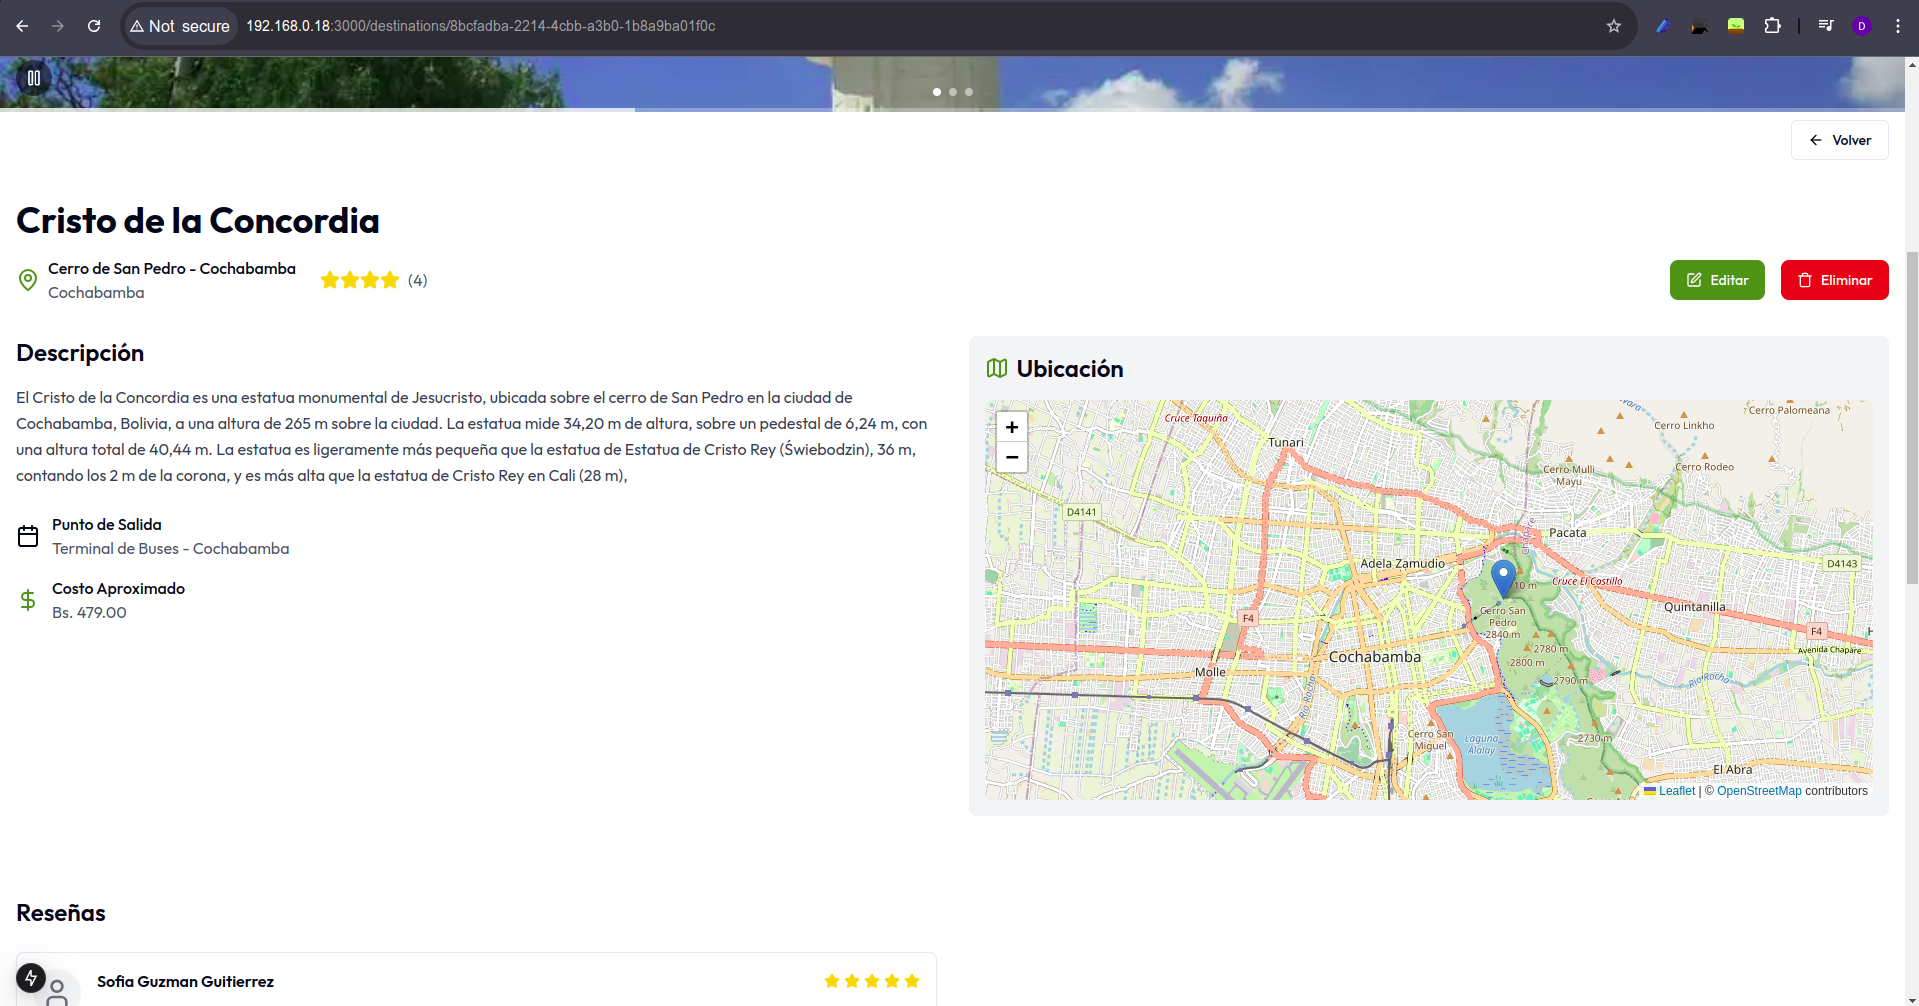 Not secure 192.168.0.18:3000/destinations/8bcfadba-2214-4cbb-a3b0-1b8a9ba01f0c
D
Volver
Cristo de la Concordia
Cerro de San Pedro - Cochabamba
Cochabamba
(4)
Editar
Eliminar
Descripción
El Cristo de la Concordia es una estatua monumental de Jesucristo, ubicada sobre el cerro de San Pedro en la ciudad de
Cochabamba, Bolivia, a una altura de 265 m sobre la ciudad. La estatua mide 34,20 m de altura, sobre un pedestal de 6,24 m, con
una altura total de 40,44 m. La estatua es ligeramente más pequeña que la estatua de Estatua de Cristo Rey (Świebodzin), 36 m,
contando los 2 m de la corona, y es más alta que la estatua de Cristo Rey en Cali (28 m),
Punto de Salida
Terminal de Buses - Cochabamba
Costo Aproximado
Bs. 479.00
Ubicación
+
−
Cruce Taquiña
Cerro Palomeana
Cerro Linkho
Tunari
Cerro Mulli
Mayu
Cerro Rodeo
D4141
Pacata
Adela Zamudio
D4143
10 m
Cruce El Castillo
Cerro San
Pedro
2840 m
Quintanilla
F4
F4
H
Avenida Chapare
2780 m
2800 m
Cochabamba
Molle
2790 m
Río Rocha
Río Rocha
Cerro San
Miguel
Laguna
Alalay
2730 m
El Abra
Leaflet | © OpenStreetMap contributors
Reseñas
Sofia Guzman Guitierrez